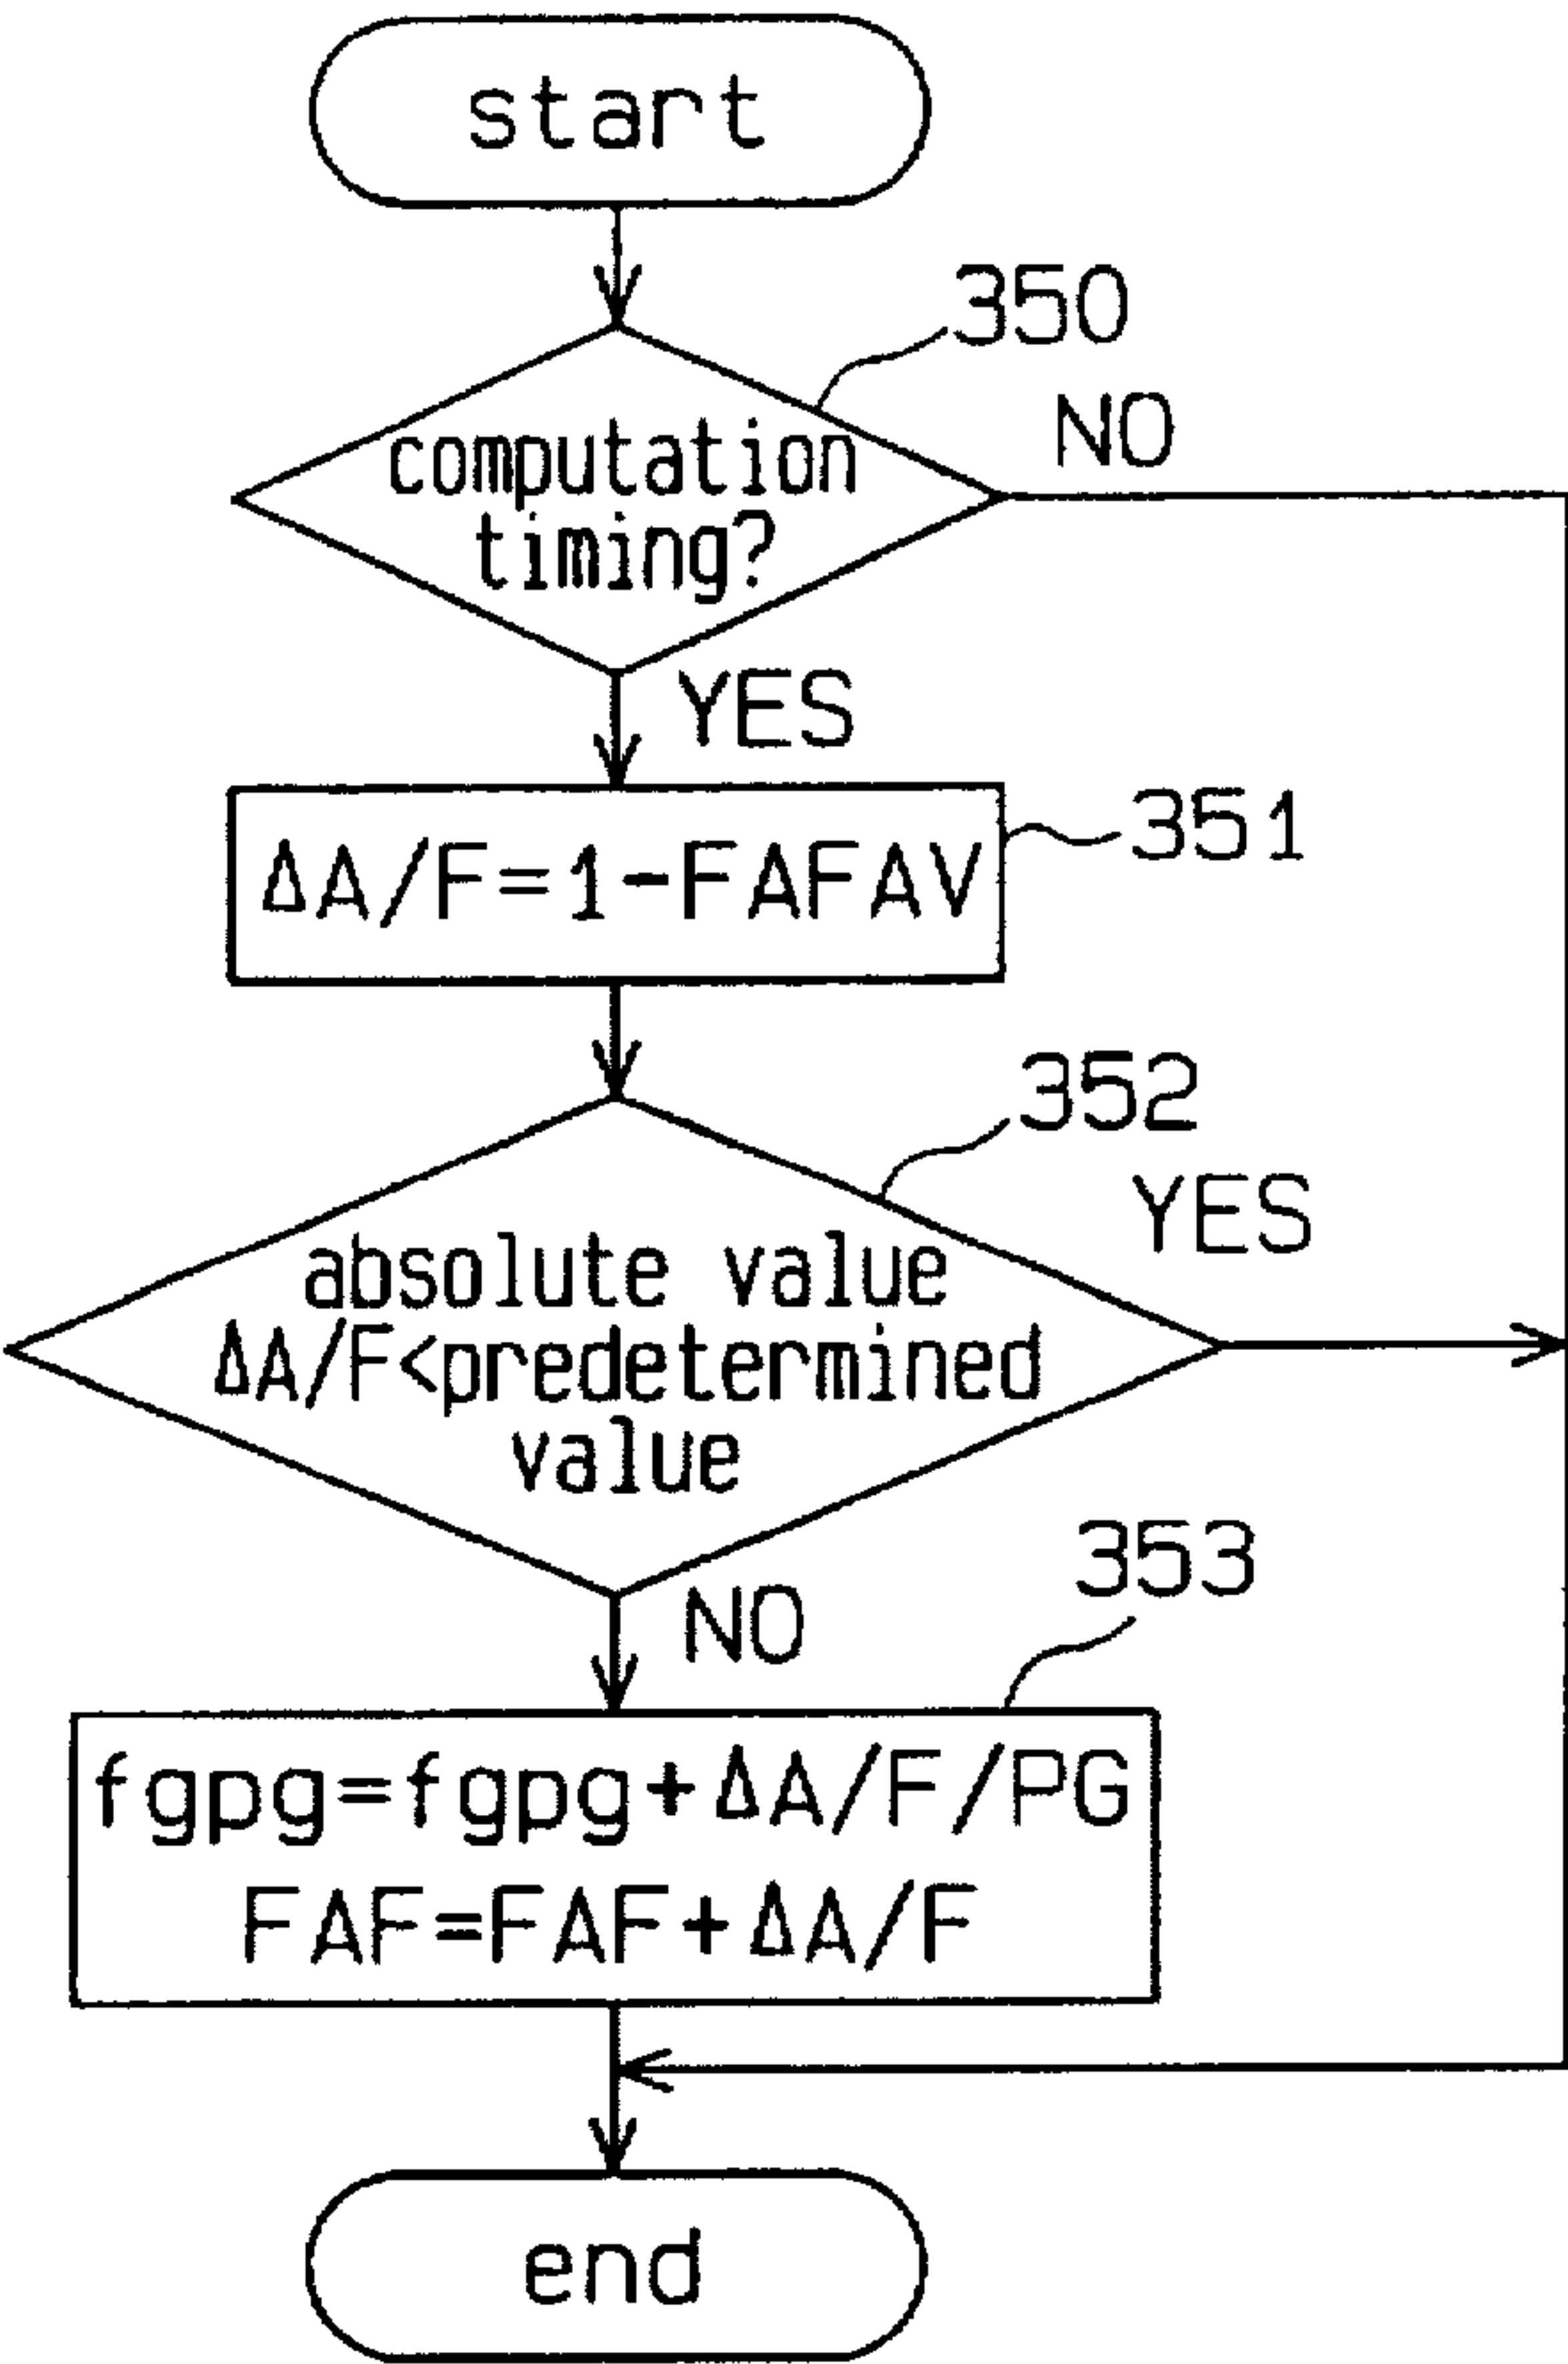 start
350
NO
computation
timing?
YES
351
ΔA/F=1-FAFAV
352
YES
absolute value
ΔA/F<predetermined
value
353
NO
fgpg=fgpg+ΔA/F/PG
FAF=FAF+ΔA/F
end